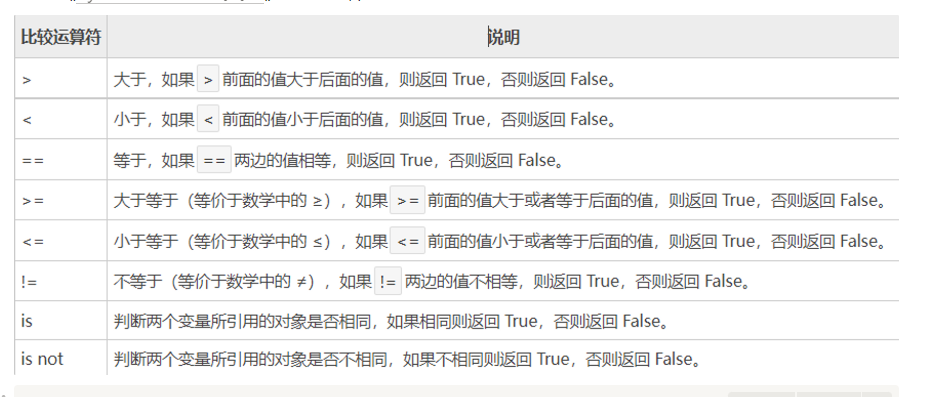 比较运算符 说明
> 大于，如果 > 前面的值大于后面的值，则返回 True，否则返回 False。
< 小于，如果 < 前面的值小于后面的值，则返回 True，否则返回 False。
== 等于，如果 == 两边的值相等，则返回 True，否则返回 False。
>= 大于等于（等价于数学中的 ≥），如果 >= 前面的值大于或者等于后面的值，则返回 True，否则返回 False。
<= 小于等于（等价于数学中的 ≤），如果 <= 前面的值小于或者等于后面的值，则返回 True，否则返回 False。
!= 不等于（等价于数学中的 ≠），如果 != 两边的值不相等，则返回 True，否则返回 False。
is 判断两个变量所引用的对象是否相同，如果相同则返回 True，否则返回 False。
is not 判断两个变量所引用的对象是否不相同，如果不相同则返回 True，否则返回 False。